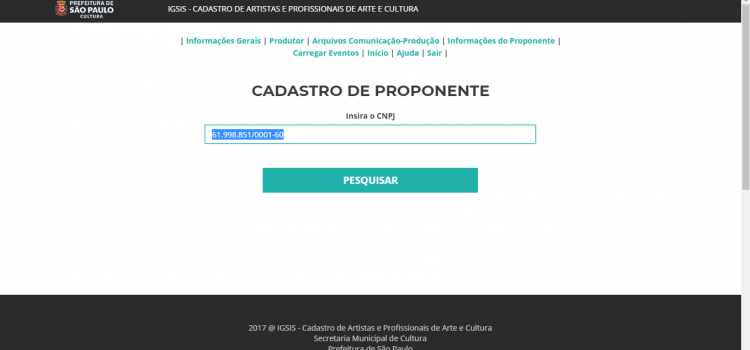 PREFEITURA DE
SÃO PAULO
CULTURA
IGSIS - CADASTRO DE ARTISTAS E PROFISSIONAIS DE ARTE E CULTURA
| Informações Gerais | Produtor | Arquivos Comunicação-Produção | Informações do Proponente |
Carregar Eventos | Início | Ajuda | Sair |
CADASTRO DE PROPONENTE
Insira o CNPJ
61.998.851/0001-60
PESQUISAR
2017 @ IGSIS - Cadastro de Artistas e Profissionais de Arte e Cultura
Secretaria Municipal de Cultura
Prefeitura de São Paulo